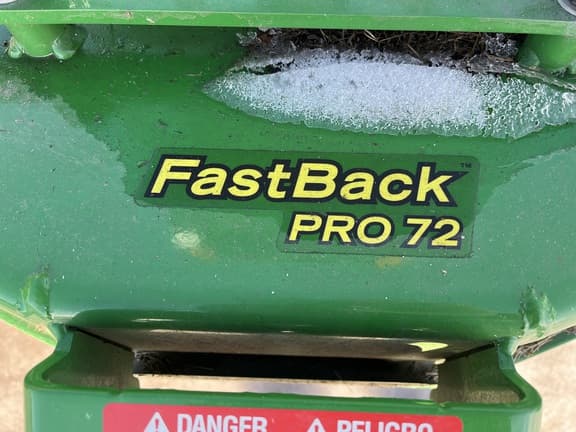 FastBack™
PRO 72
DANGER PELIGRO